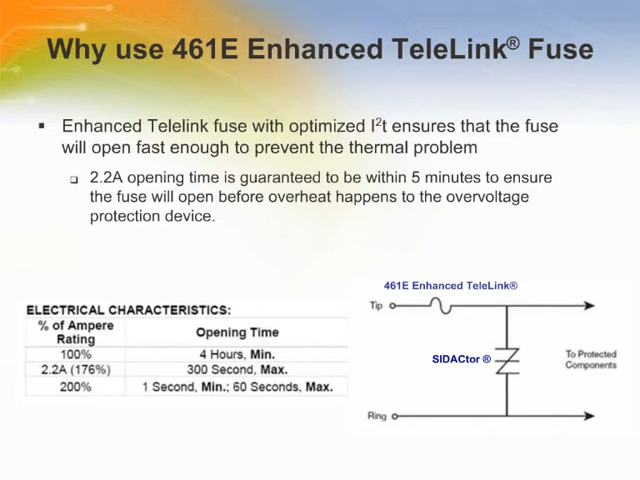 Why use 461E Enhanced TeleLink® Fuse
▪ Enhanced Telelink fuse with optimized I²t ensures that the fuse
will open fast enough to prevent the thermal problem
❑ 2.2A opening time is guaranteed to be within 5 minutes to ensure
the fuse will open before overheat happens to the overvoltage
protection device.
461E Enhanced TeleLink®
Tip
SIDACtor ®
To Protected
Components
Ring
ELECTRICAL CHARACTERISTICS:
% of Ampere
Rating
Opening Time
100% 4 Hours, Min.
2.2A (176%) 300 Second, Max.
200% 1 Second, Min.; 60 Seconds, Max.